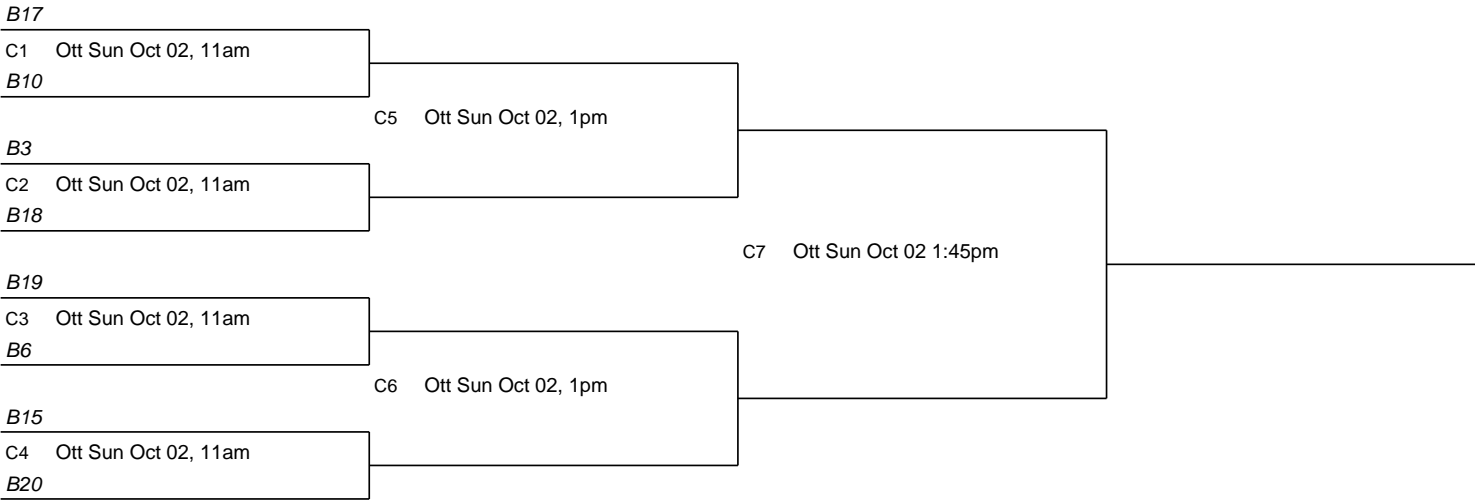 B17
C1 Ott Sun Oct 02, 11am
B10
C5 Ott Sun Oct 02, 1pm
B3
C2 Ott Sun Oct 02, 11am
B18
C7 Ott Sun Oct 02 1:45pm
B19
C3 Ott Sun Oct 02, 11am
B6
C6 Ott Sun Oct 02, 1pm
B15
C4 Ott Sun Oct 02, 11am
B20